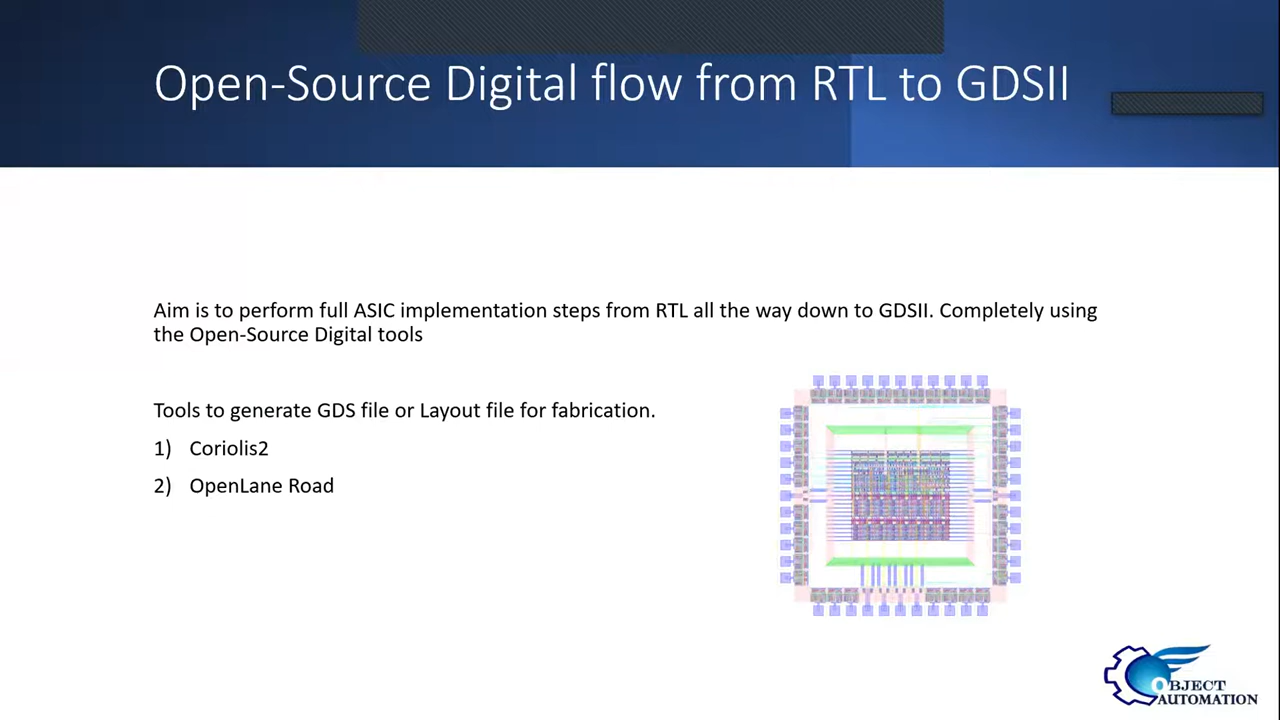 Open-Source Digital flow from RTL to GDSII
Aim is to perform full ASIC implementation steps from RTL all the way down to GDSII. Completely using
the Open-Source Digital tools
Tools to generate GDS file or Layout file for fabrication.
1) Coriolis2
2) OpenLane Road
OBJECT
AUTOMATION